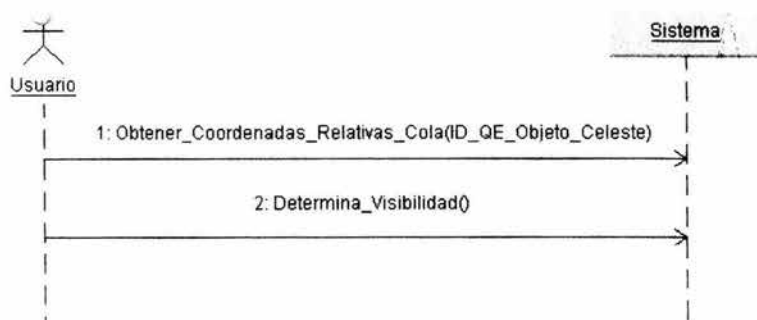 Sistema
Usuario
1: Obtener_Coordenadas_Relativas_Cola(ID_QE_Objeto_Celeste)
2: Determina_Visibilidad()